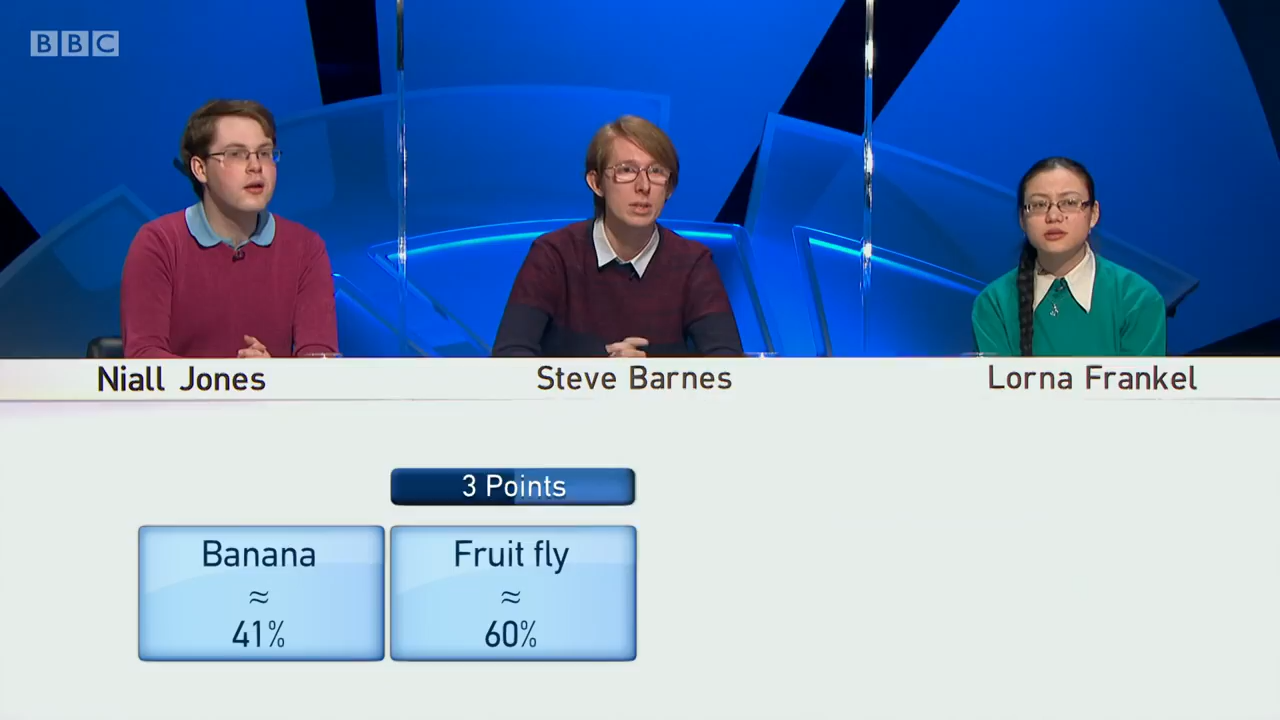 BBC
Niall Jones
Steve Barnes
Lorna Frankel
3 Points
Banana
≈
41%
Fruit fly
≈
60%